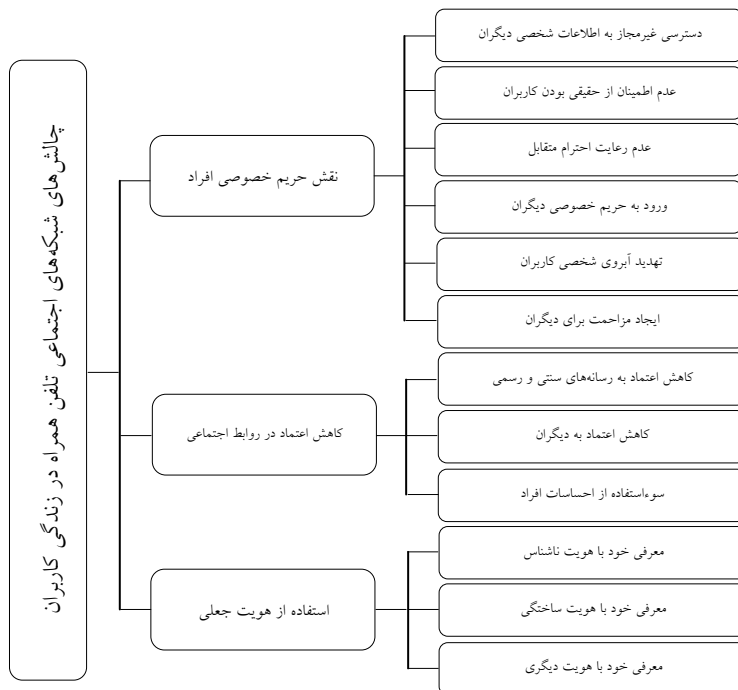 چالش‌های شبکه‌های اجتماعی تلفن همراه در زندگی کاربران
نقش حریم خصوصی افراد
دسترسی غیرمجاز به اطلاعات شخصی دیگران
عدم اطمینان از حقیقی بودن کاربران
عدم رعایت احترام متقابل
ورود به حریم خصوصی دیگران
تهدید آبروی شخصی کاربران
ایجاد مزاحمت برای دیگران
کاهش اعتماد در روابط اجتماعی
کاهش اعتماد به رسانه‌های سنتی و رسمی
کاهش اعتماد به دیگران
سوءاستفاده از احساسات افراد
استفاده از هویت جعلی
معرفی خود با هویت ناشناس
معرفی خود با هویت ساختگی
معرفی خود با هویت دیگری